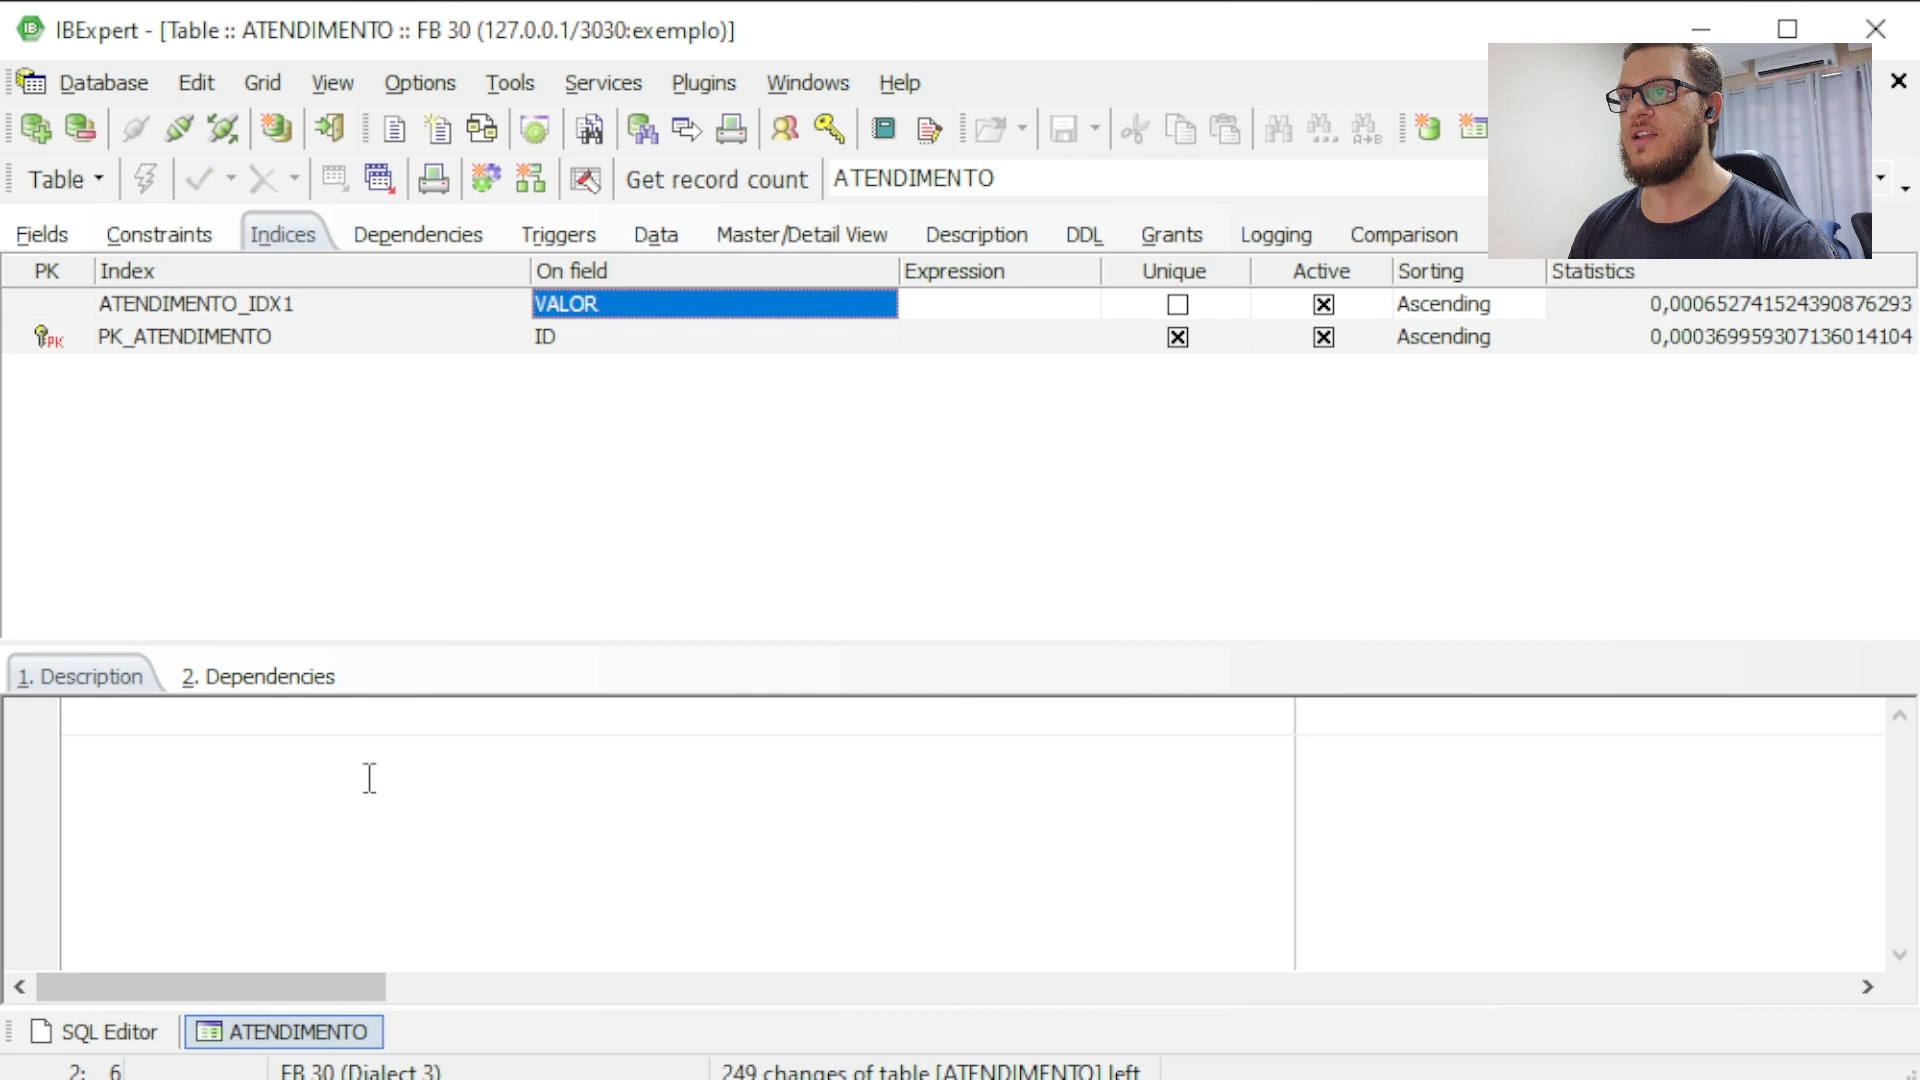 IBExpert - [Table :: ATENDIMENTO :: FB 30 (127.0.0.1/3030:exemplo)]
Database Edit Grid View Options Tools Services Plugins Windows Help
Table Get record count ATENDIMENTO
Fields Constraints Indices Dependencies Triggers Data Master/Detail View Description DDL Grants Logging Comparison
PK Index On field Expression Unique Active Sorting Statistics
ATENDIMENTO_IDX1 VALOR Ascending 0,000652741524390876293
PK PK_ATENDIMENTO ID Ascending 0,000369959307136014104
1. Description 2. Dependencies
SQL Editor ATENDIMENTO
2: 6 FB 30 (Dialect 3) 249 changes of table [ATENDIMENTO] left